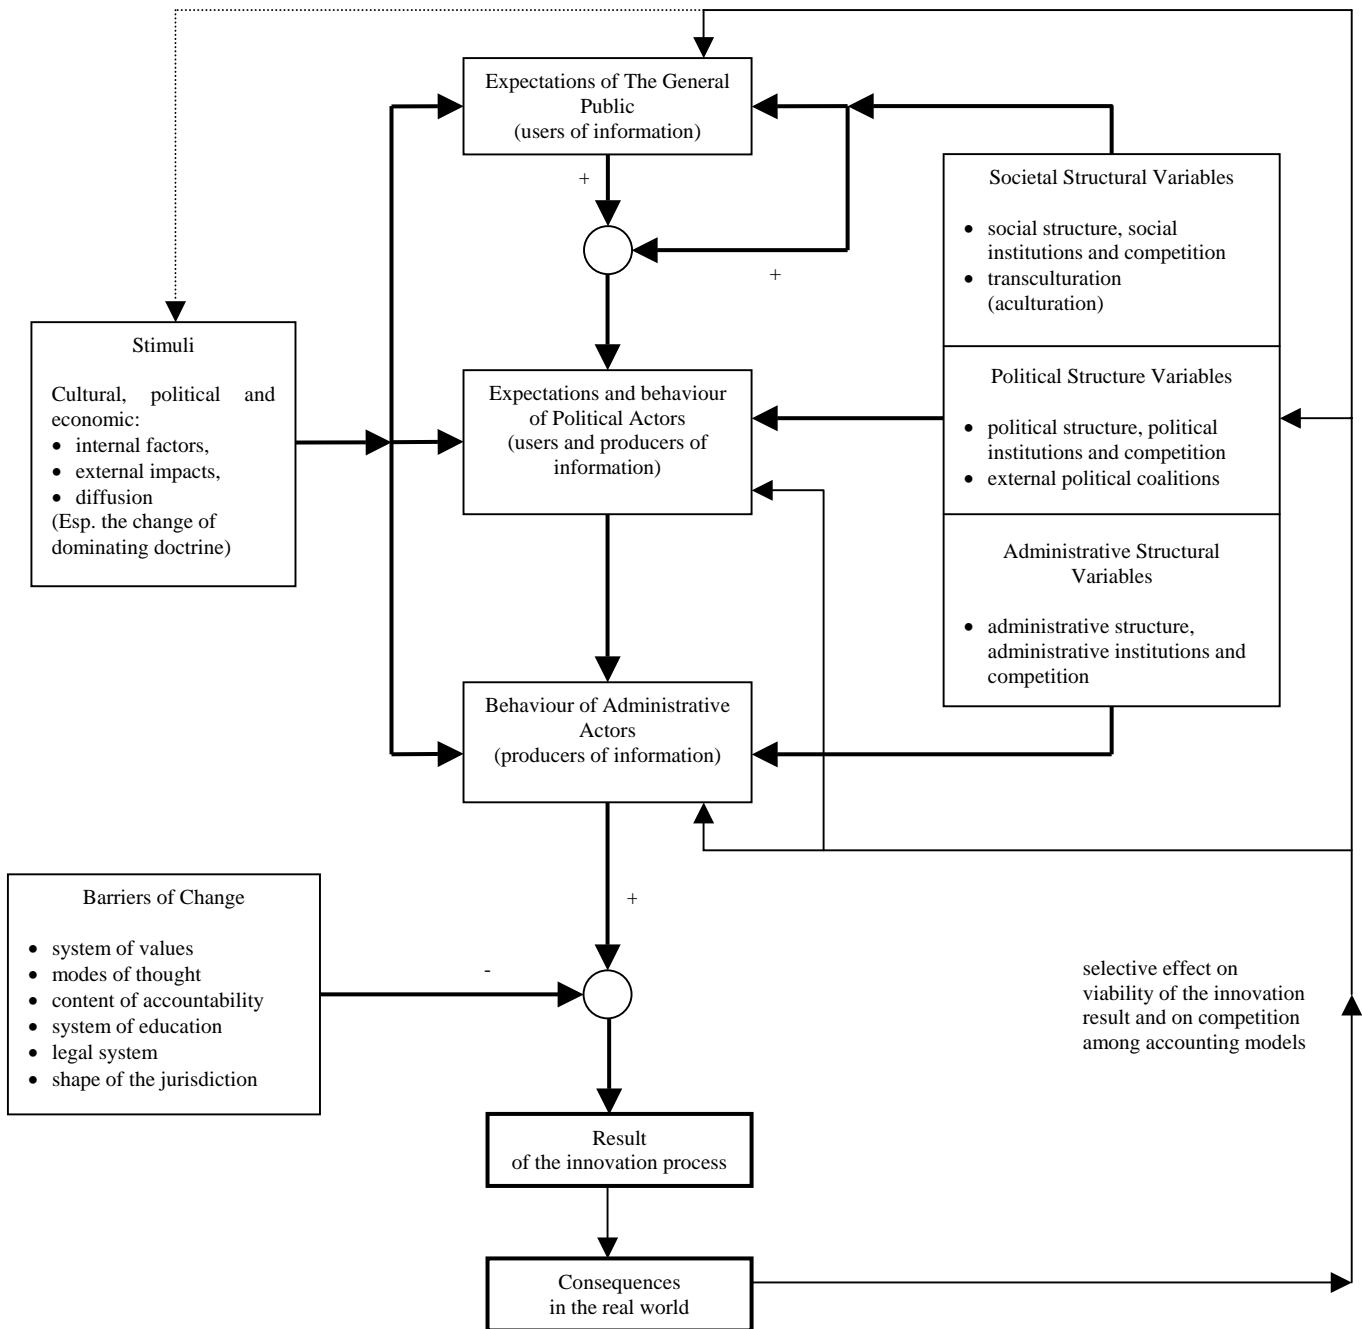 Expectations of The General
Public
(users of information)
+
+
Societal Structural Variables
• social structure, social
institutions and competition
• transculturation
(aculturation)
Stimuli
Cultural, political and
economic:
• internal factors,
• external impacts,
• diffusion
(Esp. the change of
dominating doctrine)
Expectations and behaviour
of Political Actors
(users and producers of
information)
Political Structure Variables
• political structure, political
institutions and competition
• external political coalitions
Administrative Structural
Variables
• administrative structure,
administrative institutions and
competition
Behaviour of Administrative
Actors
(producers of information)
+
Barriers of Change
• system of values
• modes of thought
• content of accountability
• system of education
• legal system
• shape of the jurisdiction
-
selective effect on
viability of the innovation
result and on competition
among accounting models
Result
of the innovation process
Consequences
in the real world